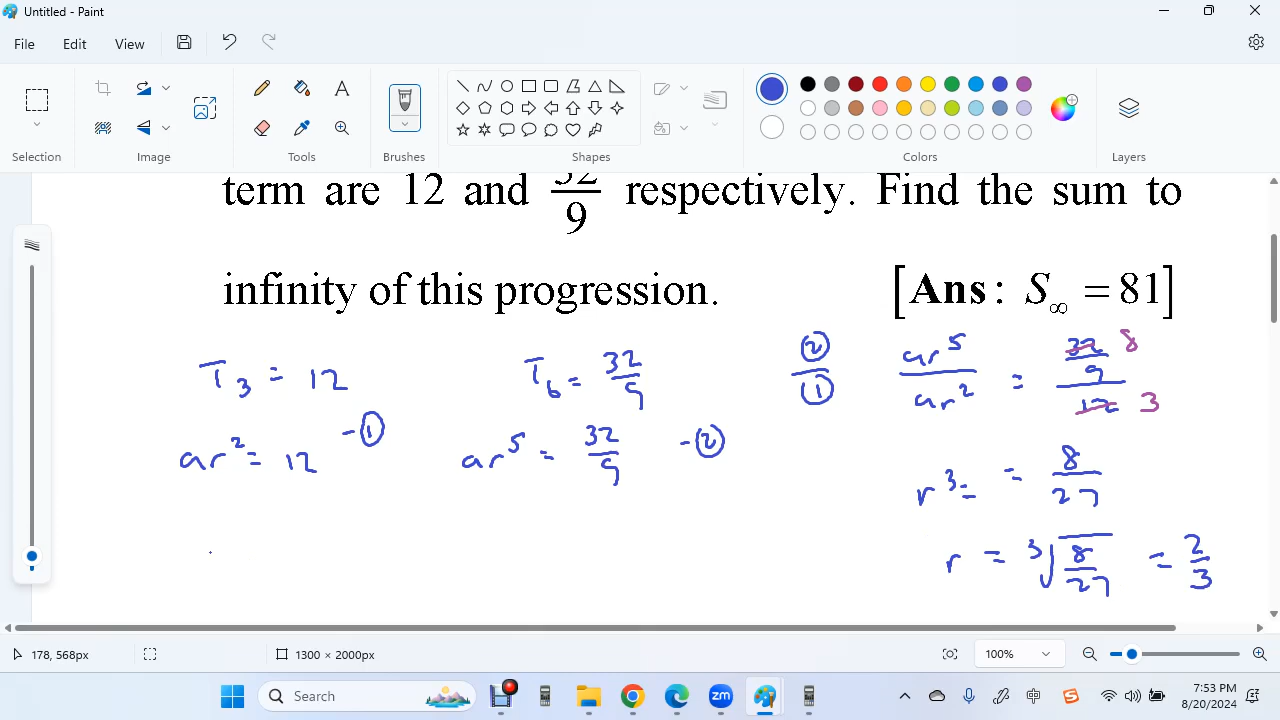 Untitled - Paint
File Edit View
Selection Image Tools Brushes Shapes Colors Layers
term are 12 and 32/9 respectively. Find the sum to
infinity of this progression. [Ans: S∞ = 81]
T₃ = 12 T₆ = 32/9 ②/① ar⁵/ar² = 32/9 8 / 12 3
ar² = 12 -① ar⁵ = 32/9 -②
r³ = = 8/27
r = ³√(8/27) = 2/3
178, 568px 1300 × 2000px 100%
Search zm 中 S 7:53 PM
8/20/2024